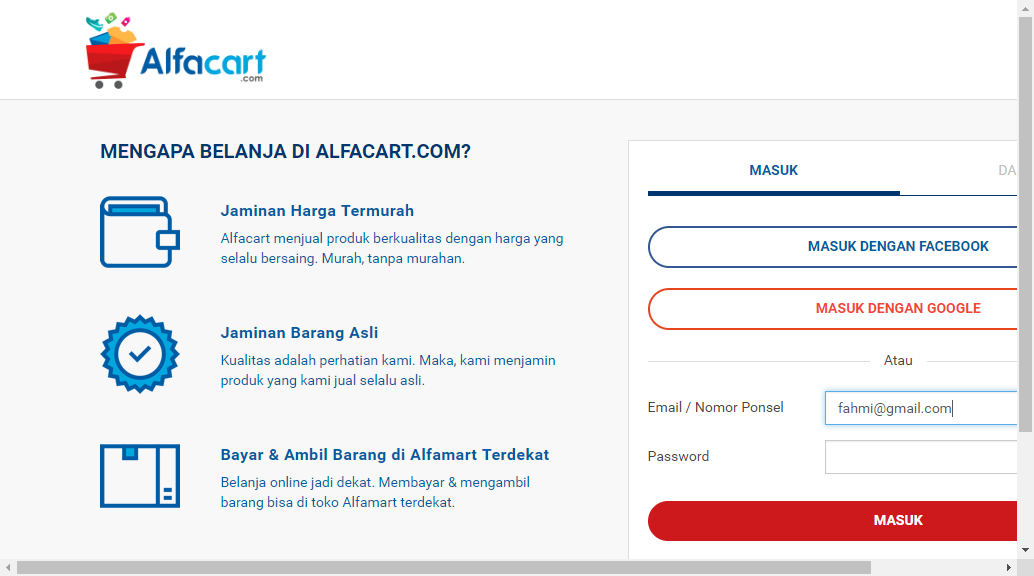 Alfacart
.com
MENGAPA BELANJA DI ALFACART.COM?
Jaminan Harga Termurah
Alfacart menjual produk berkualitas dengan harga yang
selalu bersaing. Murah, tanpa murahan.
Jaminan Barang Asli
Kualitas adalah perhatian kami. Maka, kami menjamin
produk yang kami jual selalu asli.
Bayar & Ambil Barang di Alfamart Terdekat
Belanja online jadi dekat. Membayar & mengambil
barang bisa di toko Alfamart terdekat.
MASUK
DA
MASUK DENGAN FACEBOOK
MASUK DENGAN GOOGLE
Atau
Email / Nomor Ponsel
fahmi@gmail.com
Password
MASUK